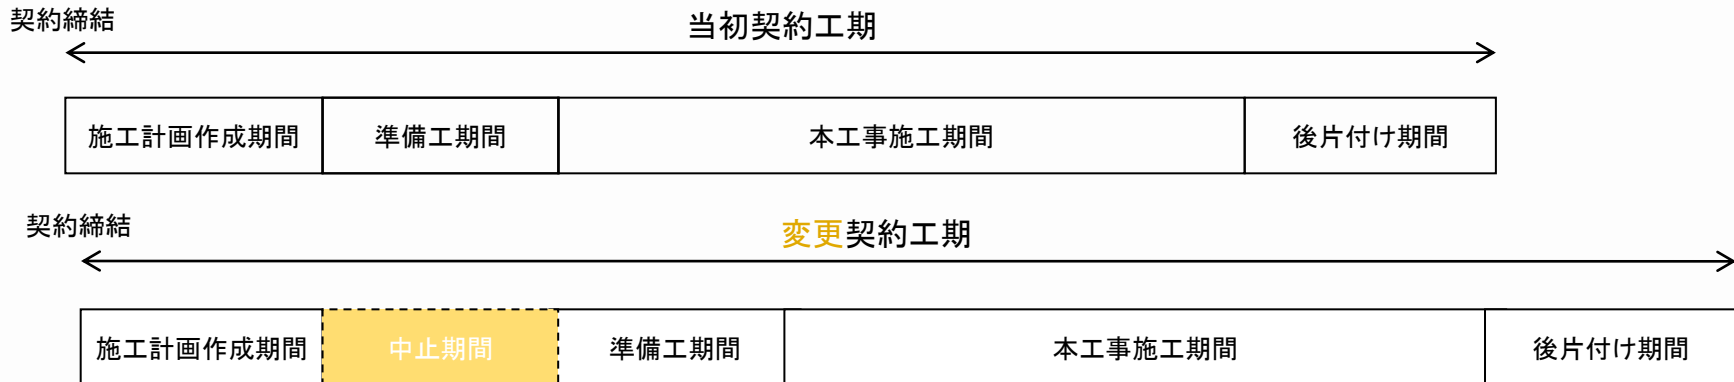 契約締結
当初契約工期
施工計画作成期間 準備工期間 本工事施工期間 後片付け期間
契約締結
変更契約工期
施工計画作成期間 中止期間 準備工期間 本工事施工期間 後片付け期間